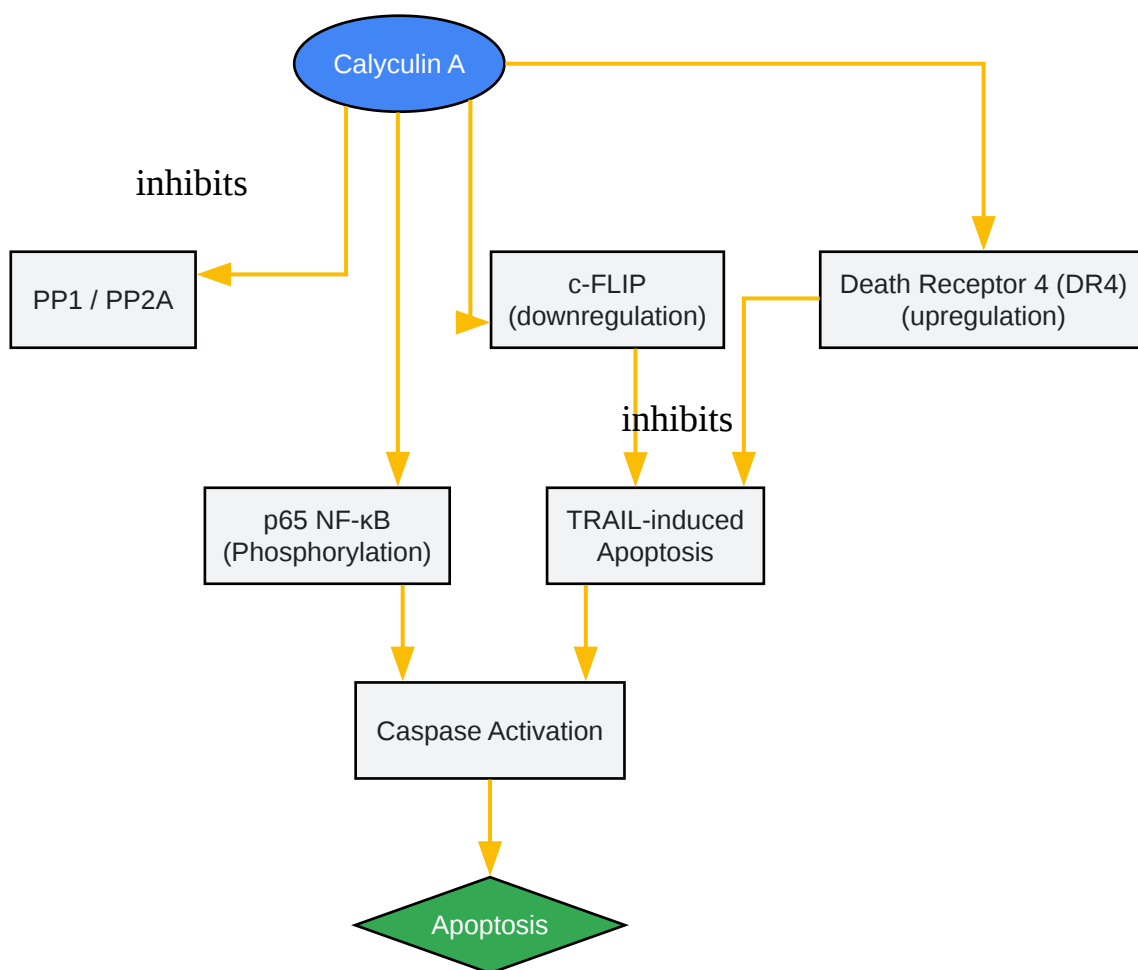 Calyculin A
inhibits
PP1 / PP2A
c-FLIP
(downregulation)
Death Receptor 4 (DR4)
(upregulation)
inhibits
p65 NF-κB
(Phosphorylation)
TRAIL-induced
Apoptosis
Caspase Activation
Apoptosis